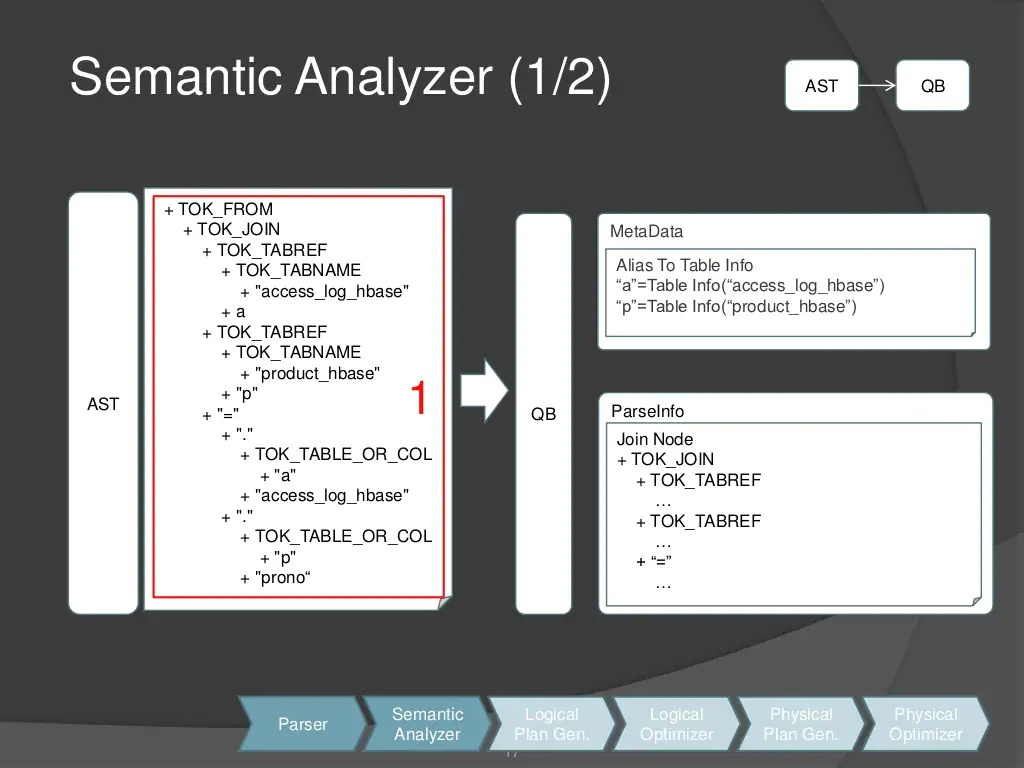 Semantic Analyzer (1/2)
AST
QB
AST
+ TOK_FROM
+ TOK_JOIN
+ TOK_TABREF
+ TOK_TABNAME
+ "access_log_hbase"
+ a
+ TOK_TABREF
+ TOK_TABNAME
+ "product_hbase"
+ "p"
+ "="
+ "."
+ TOK_TABLE_OR_COL
+ "a"
+ "access_log_hbase"
+ "."
+ TOK_TABLE_OR_COL
+ "p"
+ "prono“
1
QB
MetaData
Alias To Table Info
“a”=Table Info(“access_log_hbase”)
“p”=Table Info(“product_hbase”)
ParseInfo
Join Node
+ TOK_JOIN
+ TOK_TABREF
…
+ TOK_TABREF
…
+ “=”
…
Parser
Semantic
Analyzer
Logical
Plan Gen.
Logical
Optimizer
Physical
Plan Gen.
Physical
Optimizer